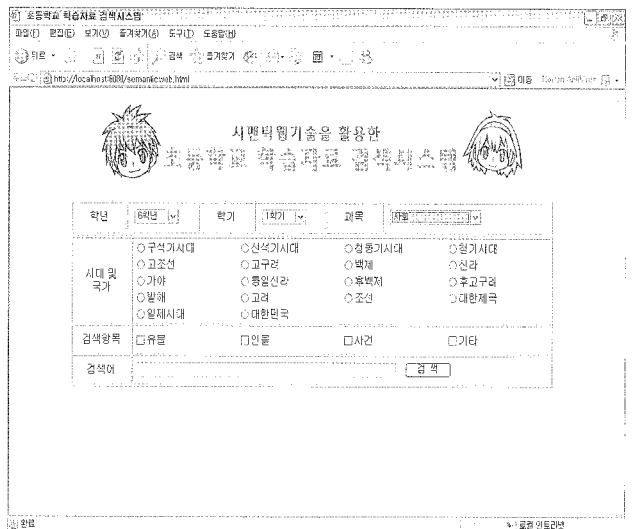 초등학교 학습자료 검색시스템
파일(F) 편집(E) 보기(V) 즐겨찾기(A) 도구(T) 도움말(H)
뒤로 검색 즐겨찾기
http://localhost:8080/semanticweb.html 이동
시맨틱웹기술을 활용한
초등학교 학습자료 검색시스템
학년 6학년 학기 1학기 과목 사회
시대 및 국가
○구석기시대 ○신석기시대 ○청동기시대 ○철기시대
○고조선 ○고구려 ○백제 ○신라
○가야 ○통일신라 ○후백제 ○후고구려
○발해 ○고려 ○조선 ○대한제국
○일제시대 ○대한민국
검색항목 □유물 □인물 □사건 □기타
검색어 검 색
완료 로컬 인트라넷